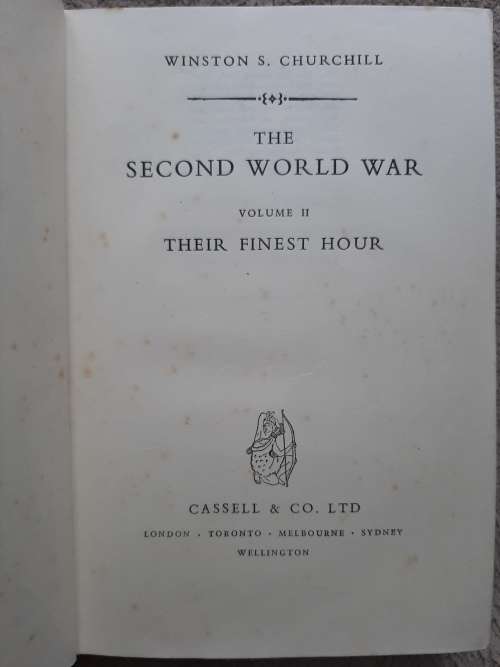 WINSTON S. CHURCHILL
THE
SECOND WORLD WAR
VOLUME II
THEIR FINEST HOUR
CASSELL & CO. LTD
LONDON · TORONTO · MELBOURNE · SYDNEY
WELLINGTON